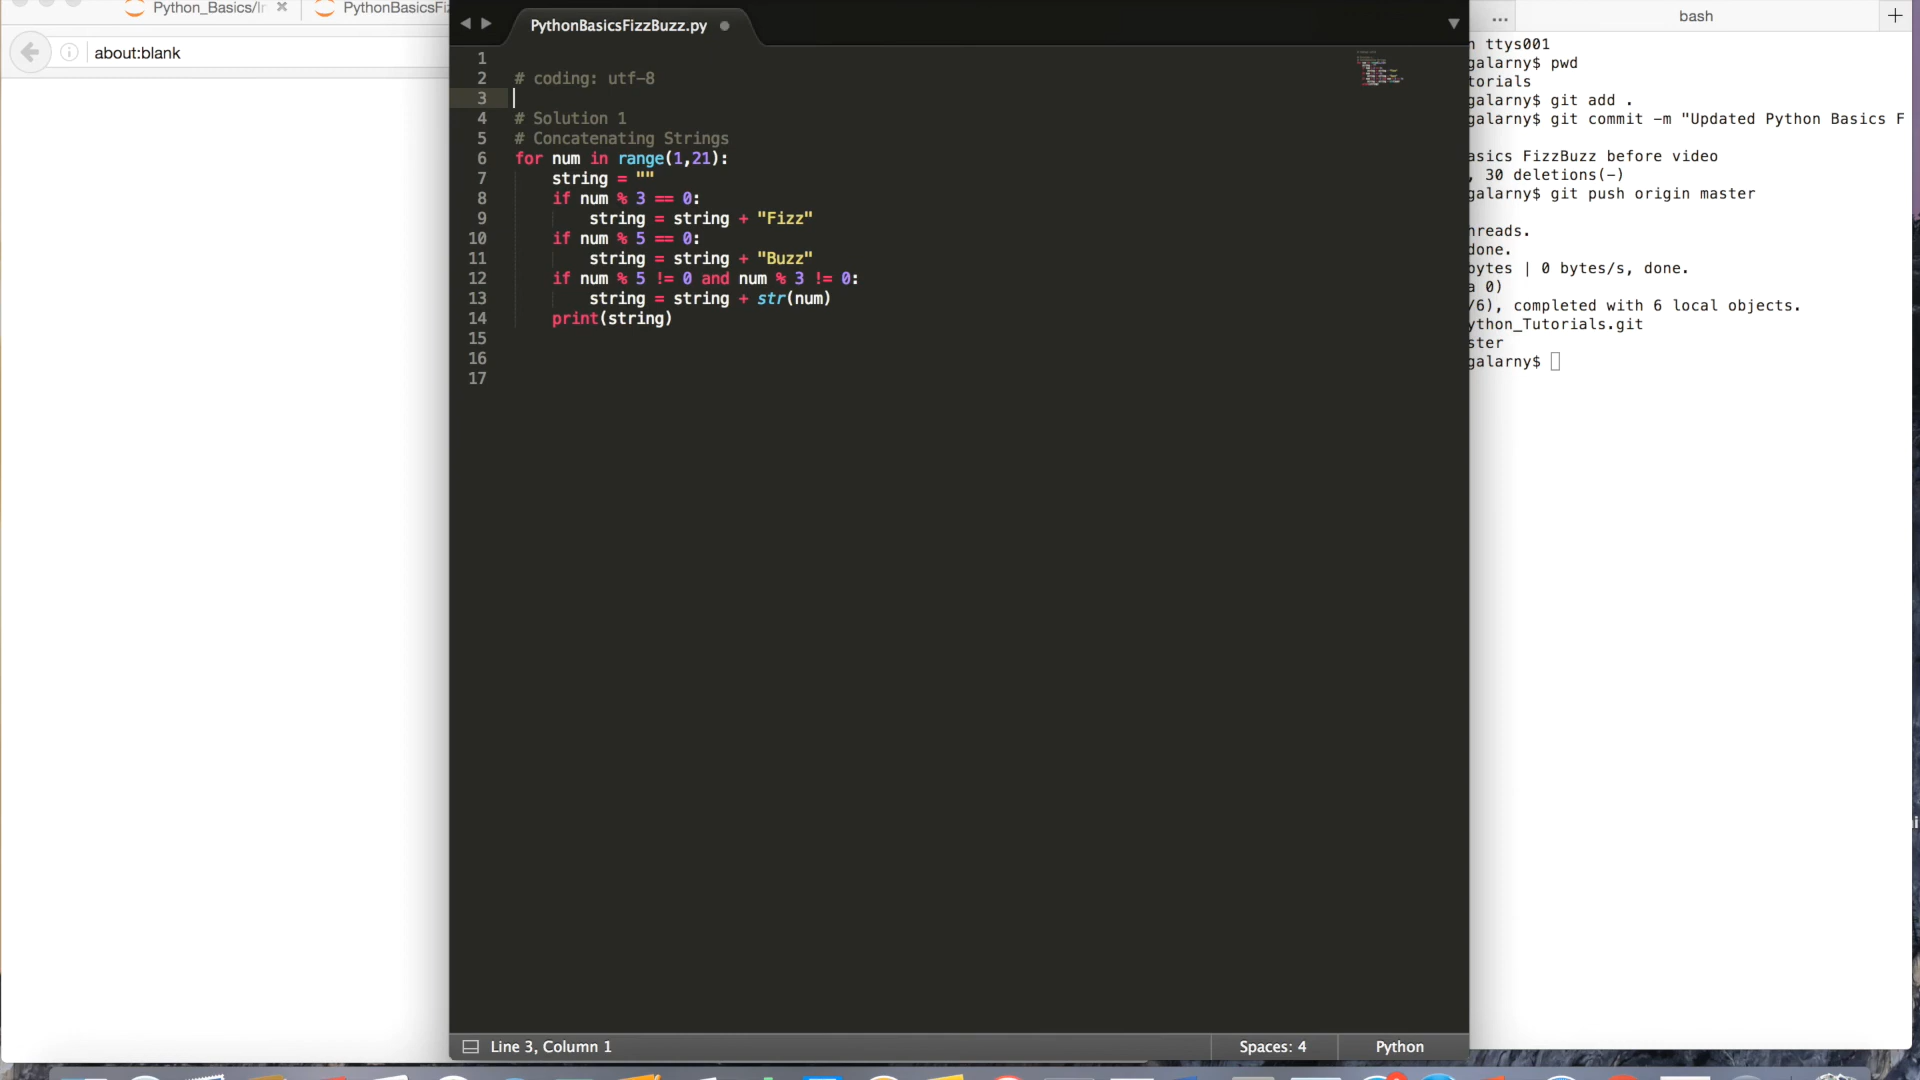 Python_Basics/I
PythonBasicsFi
about:blank
PythonBasicsFizzBuzz.py
1
2 # coding: utf-8
3
4 # Solution 1
5 # Concatenating Strings
6 for num in range(1,21):
7 string = ""
8 if num % 3 == 0:
9 string = string + "Fizz"
10 if num % 5 == 0:
11 string = string + "Buzz"
12 if num % 5 != 0 and num % 3 != 0:
13 string = string + str(num)
14 print(string)
15
16
17
Line 3, Column 1
Spaces: 4
Python
...
bash
n ttys001
galarny$ pwd
torials
galarny$ git add .
galarny$ git commit -m "Updated Python Basics F
asics FizzBuzz before video
, 30 deletions(-)
galarny$ git push origin master
hreads.
done.
bytes | 0 bytes/s, done.
a 0)
/6), completed with 6 local objects.
ython_Tutorials.git
ster
galarny$